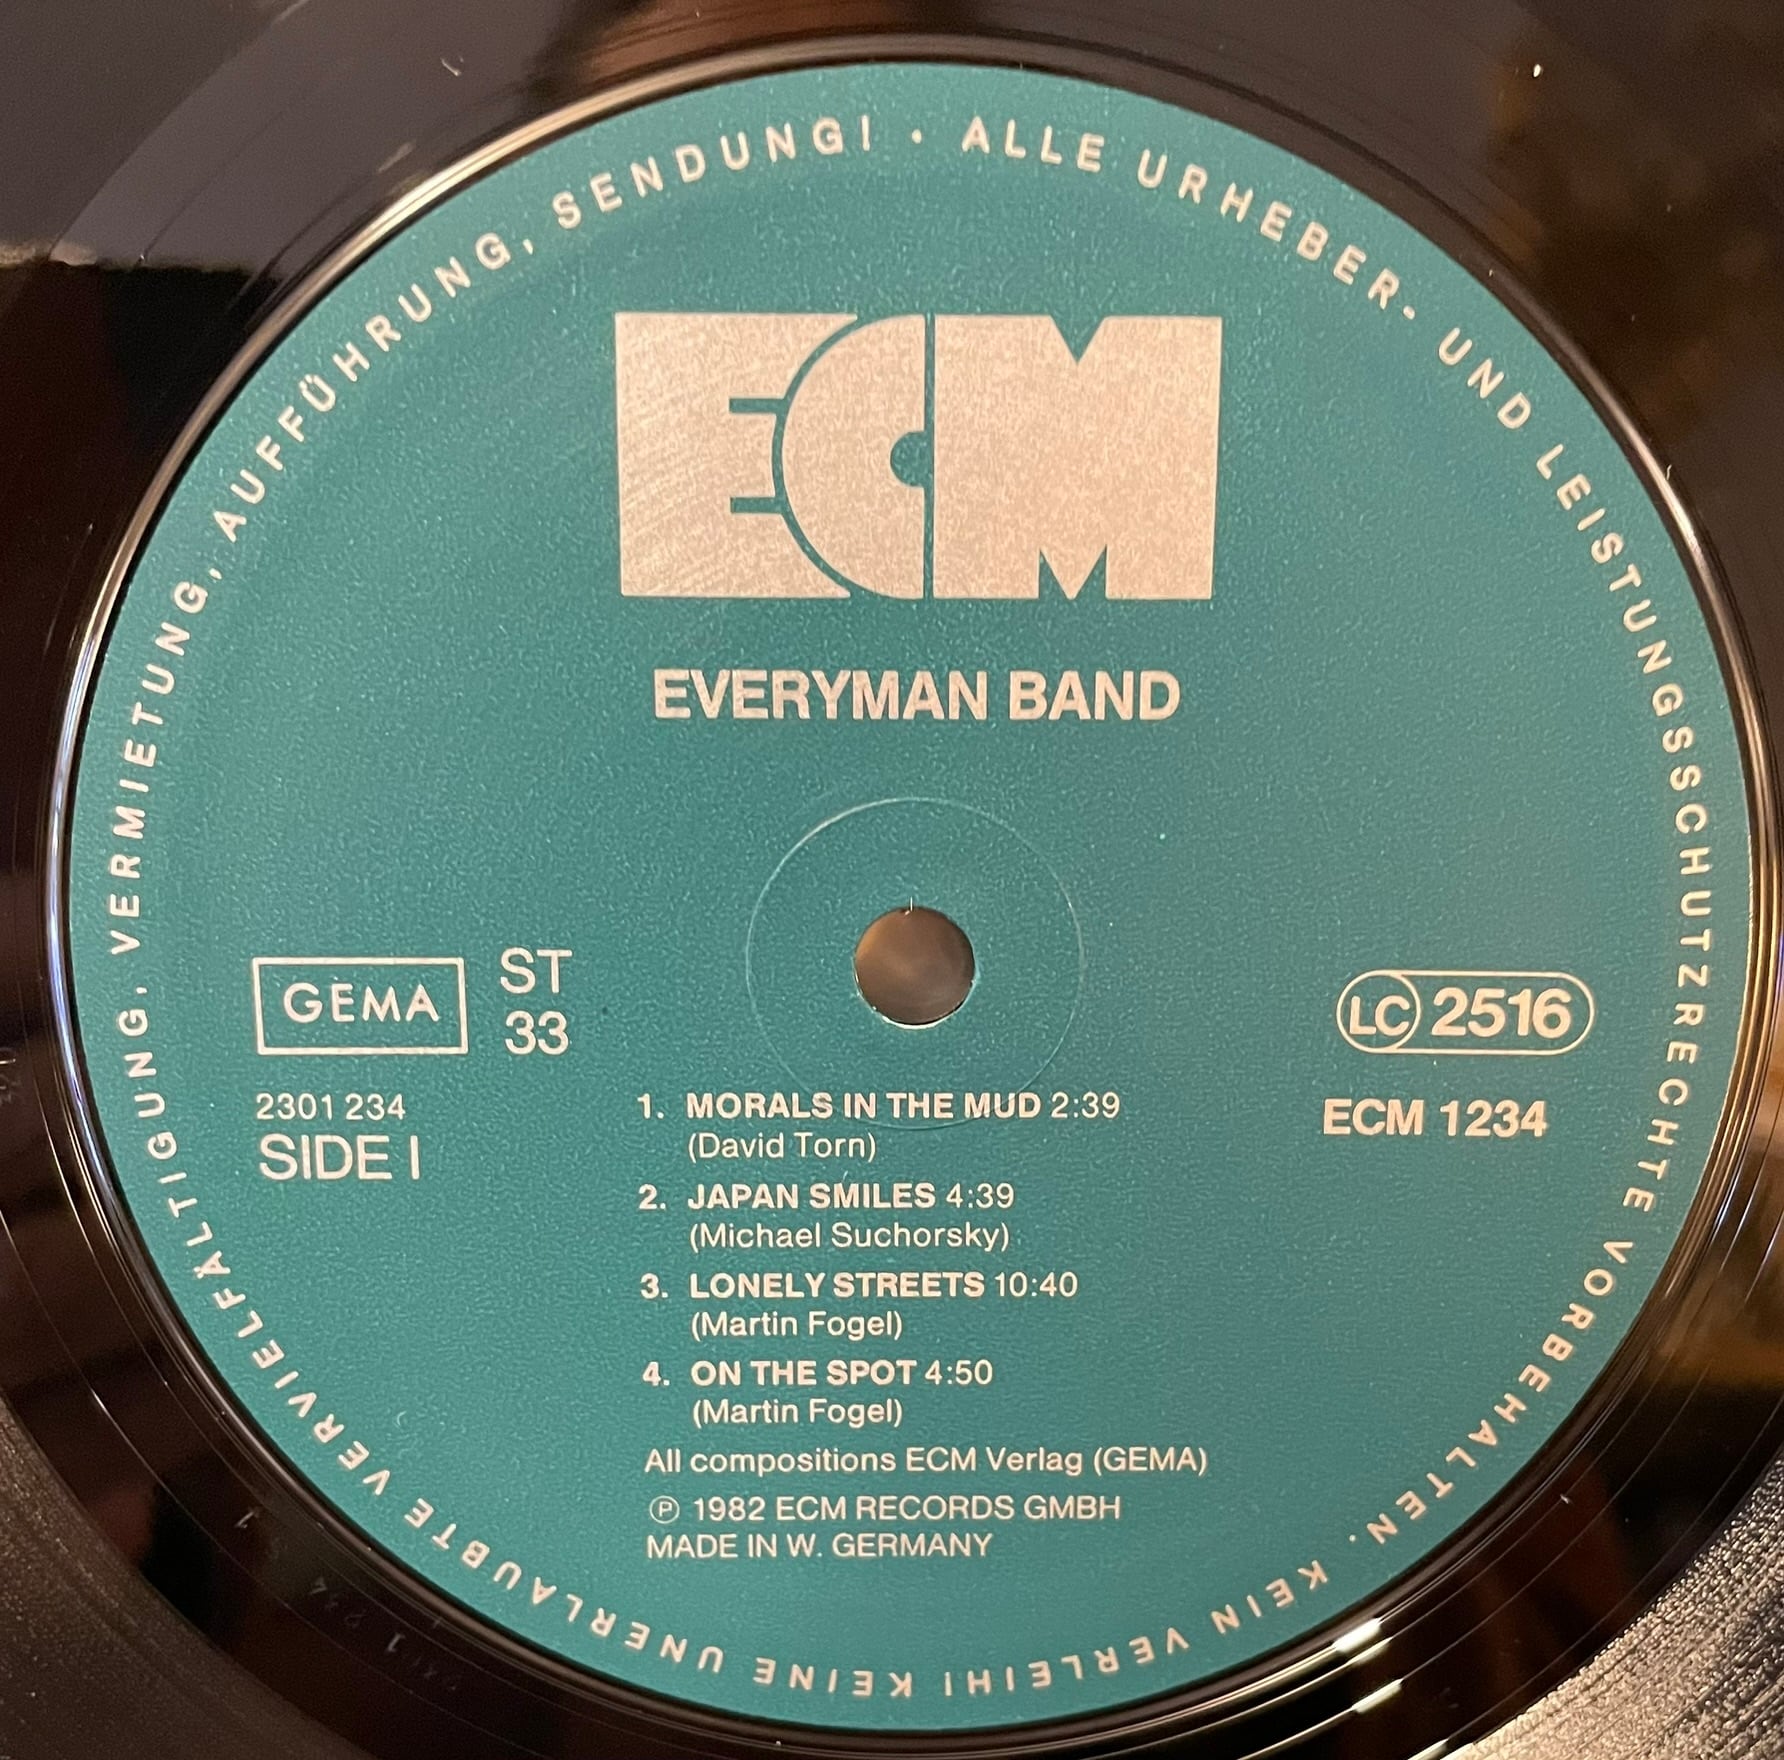 ALLE URHEBER- UND LEISTUNGSSCHUTZRECHTE VORBEHALTEN. KEIN VERLEIH! KEINE UNERLAUBTE VERVIELFÄLTIGUNG, VERMIETUNG, AUFFÜHRUNG, SENDUNG! ·
ECM
EVERYMAN BAND
GEMA
ST
33
2301 234
SIDE I
LC 2516
ECM 1234
1. MORALS IN THE MUD 2:39
(David Torn)
2. JAPAN SMILES 4:39
(Michael Suchorsky)
3. LONELY STREETS 10:40
(Martin Fogel)
4. ON THE SPOT 4:50
(Martin Fogel)
All compositions ECM Verlag (GEMA)
Ⓟ 1982 ECM RECORDS GMBH
MADE IN W. GERMANY